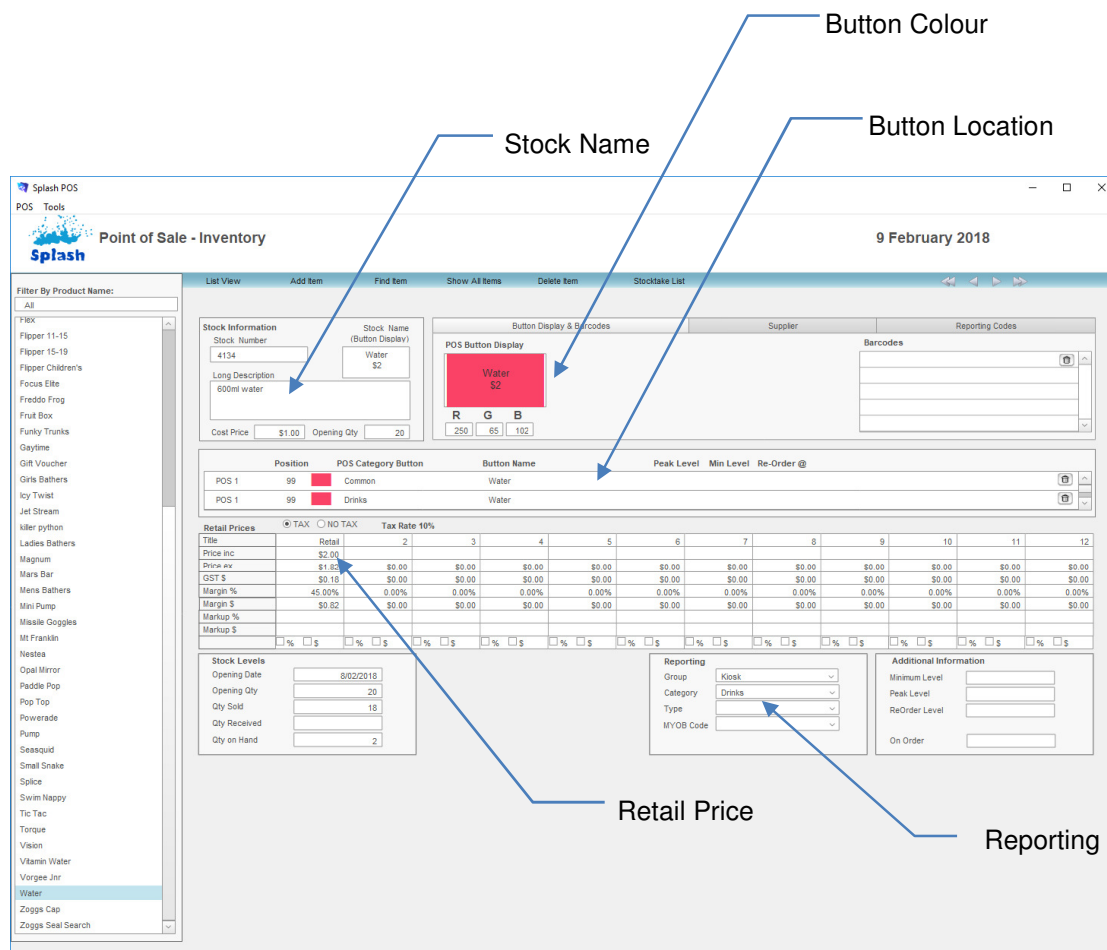 Button Colour
Button Location
Stock Name
Splash POS
POS Tools
Splash
Point of Sale - Inventory
9 February 2018
List View Add Item Find Item Show All Items Delete Item Stocktake List
Filter By Product Name:
All
Flex
Flipper 11-15
Flipper 15-19
Flipper Children's
Focus Elite
Freddo Frog
Fruit Box
Funky Trunks
Gaytime
Gift Voucher
Girls Bathers
Icy Twist
Jet Stream
killer python
Ladies Bathers
Magnum
Mars Bar
Mens Bathers
Mini Pump
Missile Goggles
Mt Franklin
Nestea
Opal Mirror
Paddle Pop
Pop Top
Powerade
Pump
Seasquid
Small Snake
Splice
Swim Nappy
Tic Tac
Torque
Vision
Vitamin Water
Vorgee Jnr
Water
Zoggs Cap
Zoggs Seal Search
Stock Information
Stock Number
4134
Stock Name
(Button Display)
Water
$2
Long Description
600ml water
Cost Price $1.00 Opening Qty 20
Button Display & Barcodes Supplier Reporting Codes
POS Button Display
Water
$2
R G B
250 65 102
Barcodes
Position POS Category Button Button Name Peak Level Min Level Re-Order @
POS 1 99 Common Water
POS 1 99 Drinks Water
Retail Prices TAX NO TAX Tax Rate 10%
Title Retail 2 3 4 5 6 7 8 9 10 11 12
Price inc $2.00
Price ex $1.82 $0.00 $0.00 $0.00 $0.00 $0.00 $0.00 $0.00 $0.00 $0.00 $0.00 $0.00
GST $ $0.18 $0.00 $0.00 $0.00 $0.00 $0.00 $0.00 $0.00 $0.00 $0.00 $0.00 $0.00
Margin % 45.00% 0.00% 0.00% 0.00% 0.00% 0.00% 0.00% 0.00% 0.00% 0.00% 0.00% 0.00%
Margin $ $0.82 $0.00 $0.00 $0.00 $0.00 $0.00 $0.00 $0.00 $0.00 $0.00 $0.00 $0.00
Markup %
Markup $
% $ % $ % $ % $ % $ % $ % $ % $ % $ % $ % $ % $
Stock Levels
Opening Date 8/02/2018
Opening Qty 20
Qty Sold 18
Qty Received
Qty on Hand 2
Reporting
Group Kiosk
Category Drinks
Type
MYOB Code
Additional Information
Minimum Level
Peak Level
ReOrder Level
On Order
Retail Price
Reporting